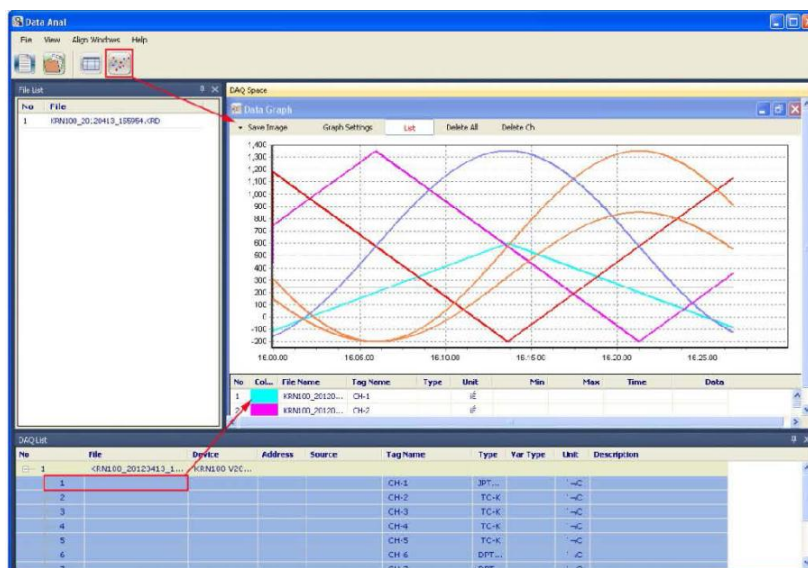 Data Anal
File View Align Windows Help
File List
No File
1 KRN100_20120413_155954.KRD
DAQ Space
Data Graph
Save Image Graph Settings List Delete All Delete Ch
1,400
1,300
1,200
1,100
1,000
900
800
700
600
500
400
300
200
100
0
-100
-200
16.00.00 16.05.00 16.10.00 16.15.00 16.20.00 16.25.00
No Col... File Name Tag Name Type Unit Min Max Time Data
1 KRN100_20120... CH-1
2 KRN100_20120... CH-2
DAQ List
No File Device Address Source Tag Name Type Var Type Unit Description
1 KRN100_20120413_1... KRN100 V2C...
1 CH-1
2 CH-2 TC-K
3 CH-3 TC-K
4 CH-4 TC-K
5 CH-5 TC-K
6 CH-6 DPT...